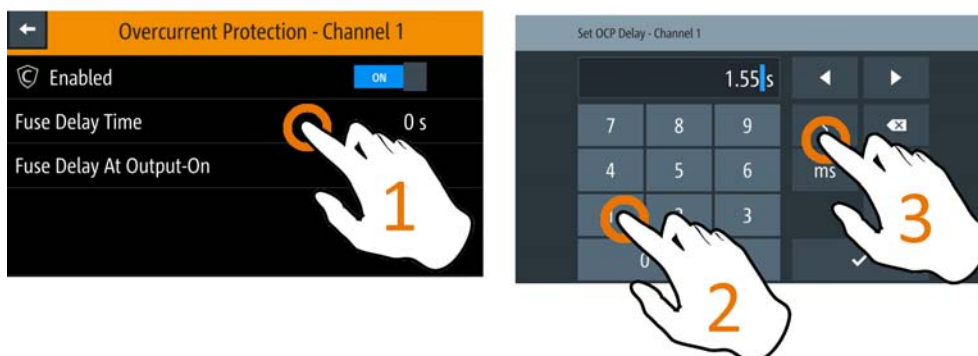 Overcurrent Protection - Channel 1
Enabled
ON
Fuse Delay Time
0 s
Fuse Delay At Output-On
1
Set OCP Delay - Channel 1
1.55 s
7 8 9
4 5 6 ms
3
0
2
3